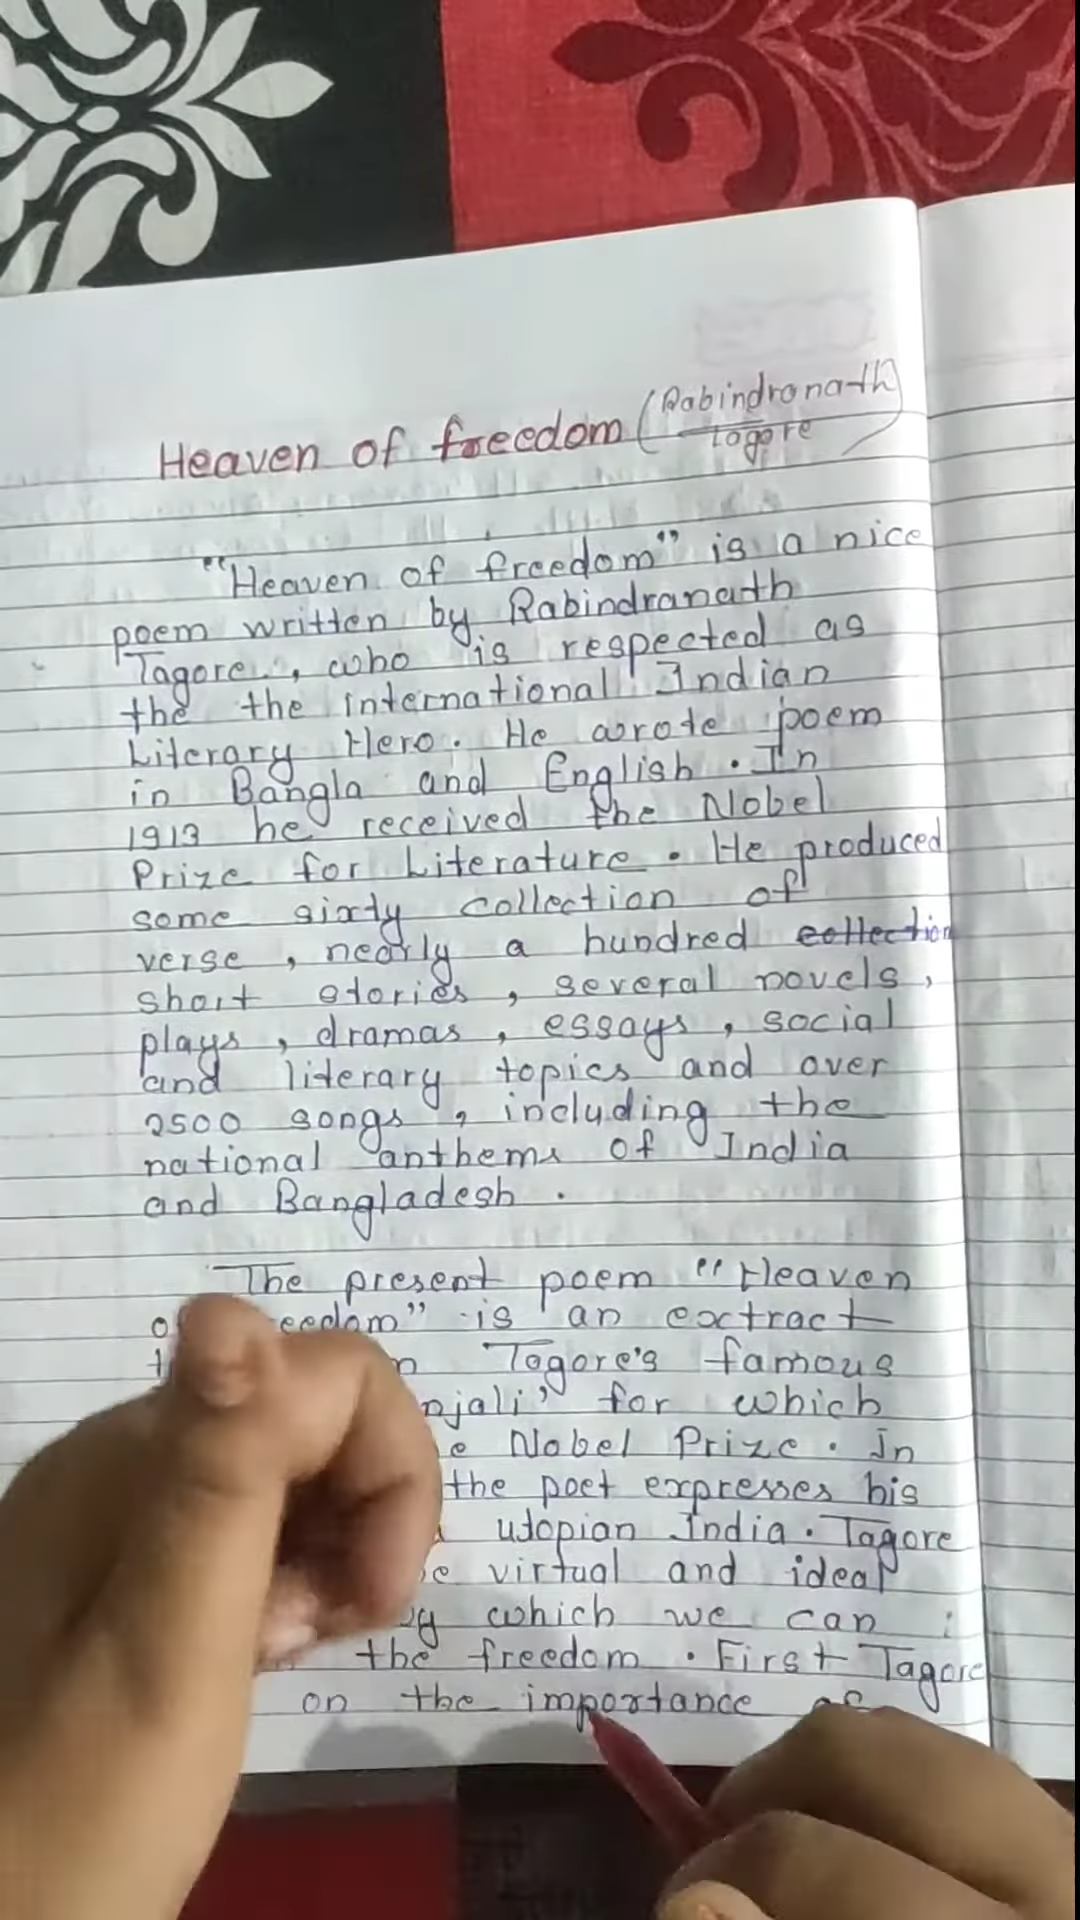 Heaven of freedom (Rabindranath
Tagore)
"Heaven of freedom" is a nice
poem written by Rabindranath
Tagore, who is respected as
the the international Indian
Literary Hero. He wrote poem
in Bangla and English. In
1913 he received the Nobel
Prize for Literature. He produced
some sixty collection of
verse, nearly a hundred collection
short stories, several novels,
plays, dramas, essays, social
and literary topics and over
2500 songs, including the
national anthems of India
and Bangladesh.
The present poem "Heaven
eedom" is an extract
Tagore's famous
njali' for which
Nobel Prize. In
the poet expresses his
utopian India. Tagore
virtual and ideal
which we can
the freedom. First Tagore
on the importance of